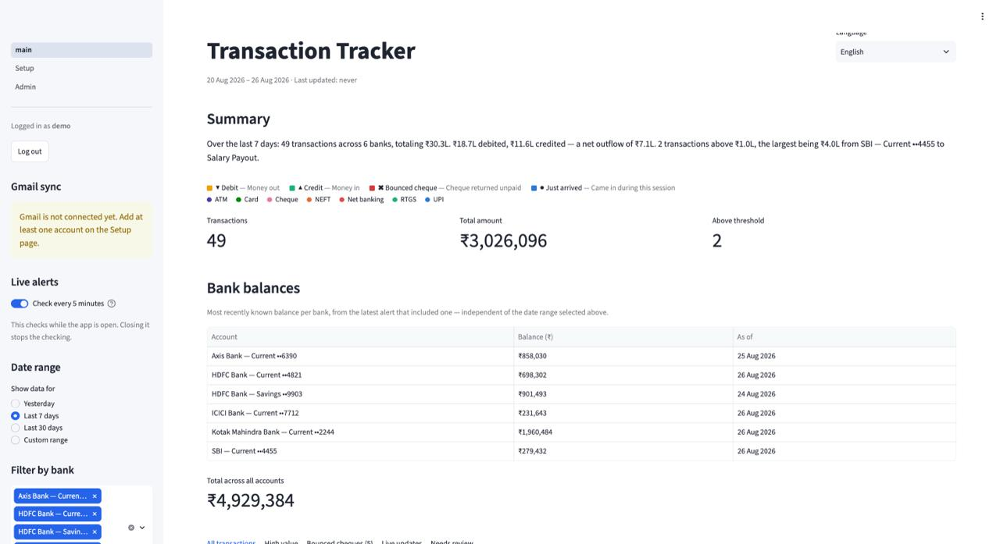 main
Setup
Admin
Logged in as demo
Log out
Gmail sync
Gmail is not connected yet. Add at
least one account on the Setup
page.
Live alerts
Check every 5 minutes
This checks while the app is open. Closing it
stops the checking.
Date range
Show data for
Yesterday
Last 7 days
Last 30 days
Custom range
Filter by bank
Axis Bank — Curren… ×
HDFC Bank — Curre… ×
HDFC Bank — Savin… ×
Language
English
Transaction Tracker
20 Aug 2026 – 26 Aug 2026 · Last updated: never
Summary
Over the last 7 days: 49 transactions across 6 banks, totaling ₹30.3L. ₹18.7L debited, ₹11.6L credited — a net outflow of ₹7.1L. 2 transactions above ₹1.0L, the largest being ₹4.0L from SBI — Current ••4455 to
Salary Payout.
▼ Debit — Money out ▲ Credit — Money in ✖ Bounced cheque — Cheque returned unpaid ● Just arrived — Came in during this session
ATM Card Cheque NEFT Net banking RTGS UPI
Transactions Total amount Above threshold
49 ₹3,026,096 2
Bank balances
Most recently known balance per bank, from the latest alert that included one — independent of the date range selected above.
Account Balance (₹) As of
Axis Bank — Current ••6390 ₹858,030 25 Aug 2026
HDFC Bank — Current ••4821 ₹698,302 26 Aug 2026
HDFC Bank — Savings ••9903 ₹901,493 24 Aug 2026
ICICI Bank — Current ••7712 ₹231,643 26 Aug 2026
Kotak Mahindra Bank — Current ••2244 ₹1,960,484 26 Aug 2026
SBI — Current ••4455 ₹279,432 26 Aug 2026
Total across all accounts
₹4,929,384
All transactions High value Bounced cheques (5) Live updates Needs review